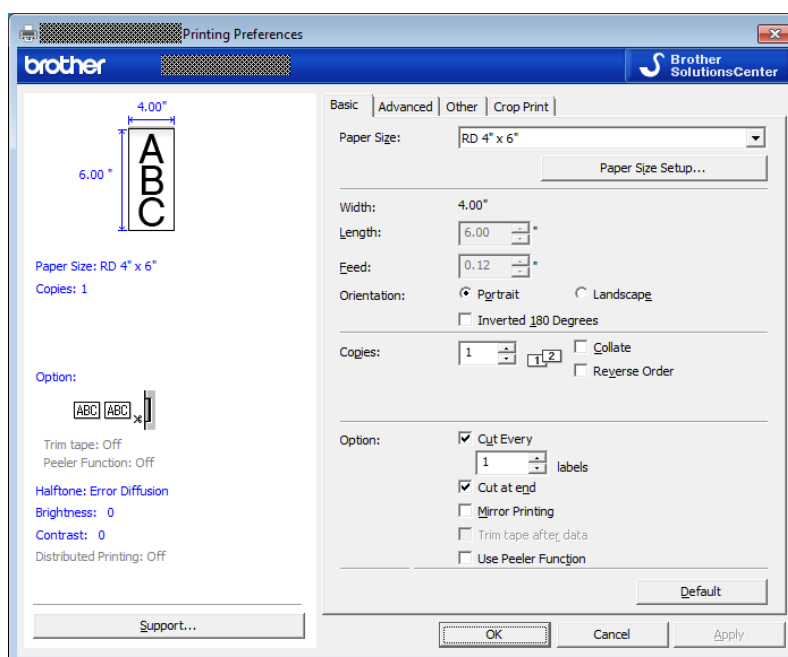 Printing Preferences
brother
Brother
SolutionsCenter
4.00"
6.00 "
A
B
C
Paper Size: RD 4" x 6"
Copies: 1
Option:
ABC ABC
Trim tape: Off
Peeler Function: Off
Halftone: Error Diffusion
Brightness: 0
Contrast: 0
Distributed Printing: Off
Support...
Basic Advanced Other Crop Print
Paper Size: RD 4" x 6"
Paper Size Setup...
Width: 4.00"
Length: 6.00 "
Feed: 0.12 "
Orientation: Portrait Landscape
Inverted 180 Degrees
Copies: 1 1 2 Collate
Reverse Order
Option: Cut Every
1 labels
Cut at end
Mirror Printing
Trim tape after data
Use Peeler Function
Default
OK Cancel Apply